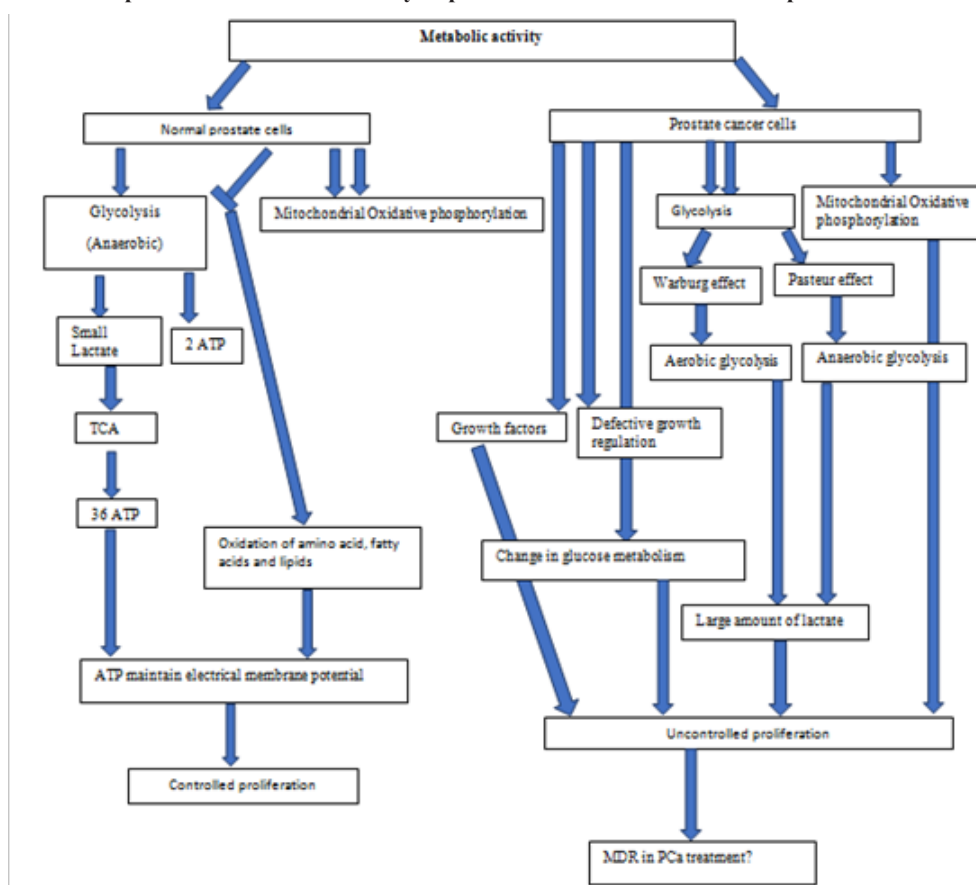 Metabolic activity
Normal prostate cells
Prostate cancer cells
Glycolysis
(Anaerobic)
Mitochondrial Oxidative phosphorylation
Glycolysis
Mitochondrial Oxidative
phosphorylation
Warburg effect
Pasteur effect
Small
Lactate
2 ATP
Aerobic glycolysis
Anaerobic glycolysis
TCA
Growth factors
Defective growth
regulation
36 ATP
Oxidation of amino acid, fatty
acids and lipids
Change in glucose metabolism
Large amount of lactate
ATP maintain electrical membrane potential
Uncontrolled proliferation
Controlled proliferation
MDR in PCa treatment?